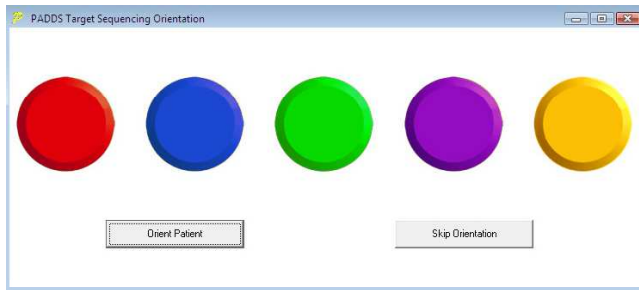 PADDS Target Sequencing Orientation
Orient Patient
Skip Orientation